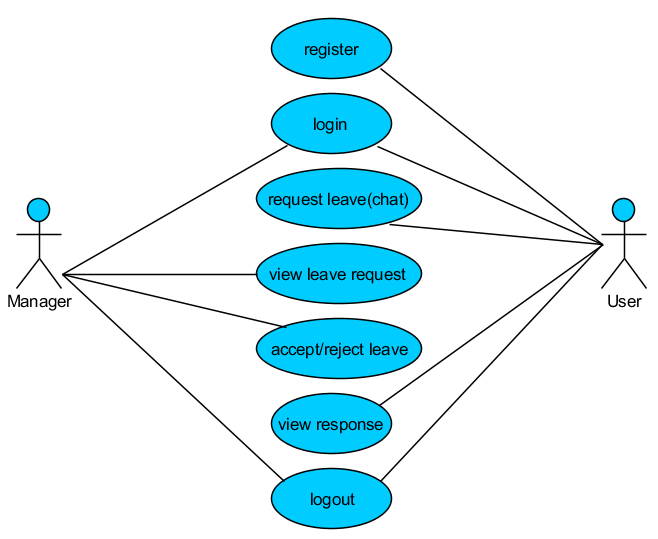 register
login
request leave(chat)
view leave request
Manager
User
accept/reject leave
view response
logout